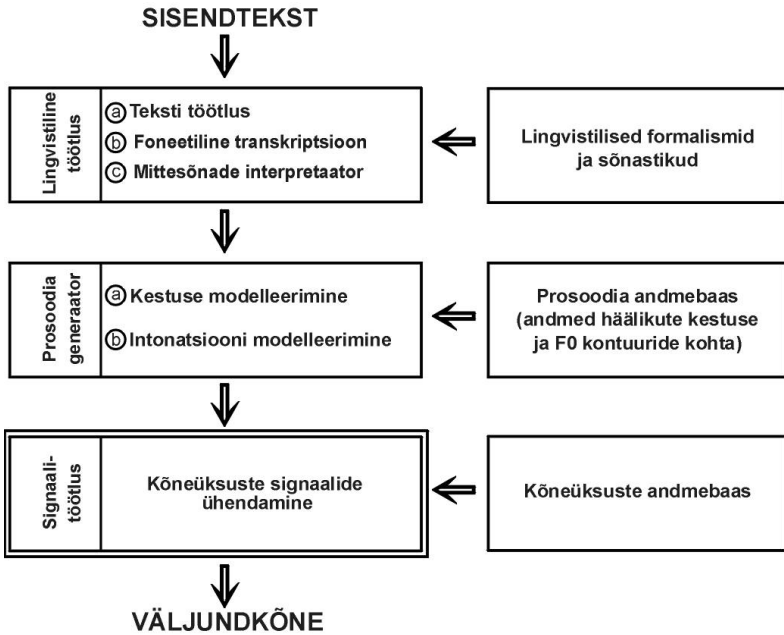 SISENDTEKST
Lingvistiline
töötlus
ⓐ Teksti töötlus
ⓑ Foneetiline transkriptsioon
ⓒ Mittesõnade interpretaator
Lingvistilised formalismid
ja sõnastikud
Prosoodia
generaator
ⓐ Kestuse modelleerimine
ⓑ Intonatsiooni modelleerimine
Prosoodia andmebaas
(andmed häälikute kestuse
ja F0 kontuuride kohta)
Signaali-
töötlus
Kõneüksuste signaalide
ühendamine
Kõneüksuste andmebaas
VÄLJUNDKÕNE